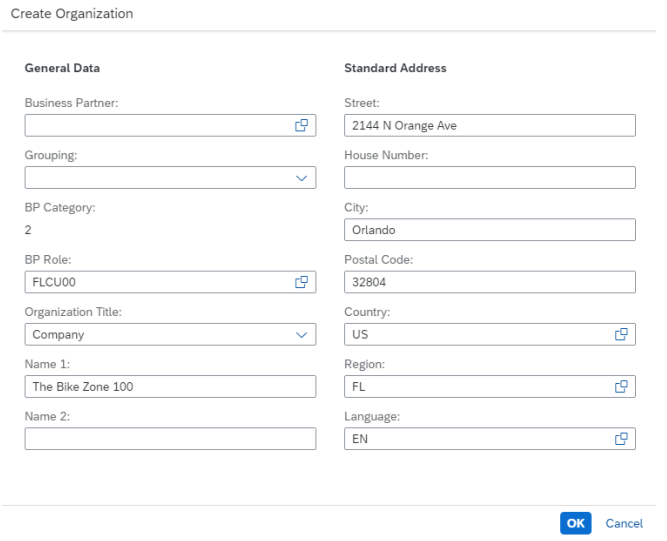 Create Organization
General Data
Business Partner:
Grouping:
BP Category:
2
BP Role:
FLCU00
Organization Title:
Company
Name 1:
The Bike Zone 100
Name 2:
Standard Address
Street:
2144 N Orange Ave
House Number:
City:
Orlando
Postal Code:
32804
Country:
US
Region:
FL
Language:
EN
OK
Cancel